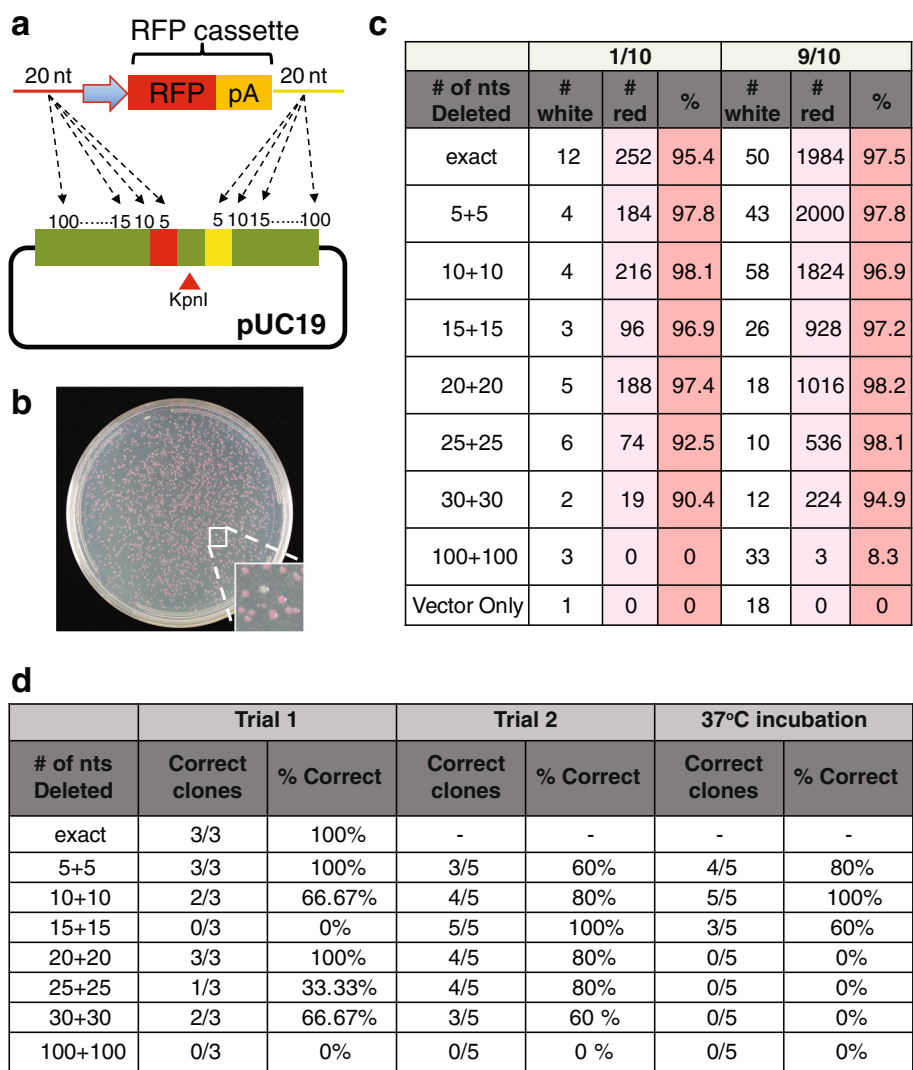 a
RFP cassette
20 nt
20 nt
RFP
pA
100......15 10 5
5 10 15......100
KpnI
pUC19
b
c
1/10 9/10
# of nts Deleted # white # red % # white # red %
exact 12 252 95.4 50 1984 97.5
5+5 4 184 97.8 43 2000 97.8
10+10 4 216 98.1 58 1824 96.9
15+15 3 96 96.9 26 928 97.2
20+20 5 188 97.4 18 1016 98.2
25+25 6 74 92.5 10 536 98.1
30+30 2 19 90.4 12 224 94.9
100+100 3 0 0 33 3 8.3
Vector Only 1 0 0 18 0 0
d
Trial 1 Trial 2 37°C incubation
# of nts Deleted Correct clones % Correct Correct clones % Correct Correct clones % Correct
exact 3/3 100% - - - -
5+5 3/3 100% 3/5 60% 4/5 80%
10+10 2/3 66.67% 4/5 80% 5/5 100%
15+15 0/3 0% 5/5 100% 3/5 60%
20+20 3/3 100% 4/5 80% 0/5 0%
25+25 1/3 33.33% 4/5 80% 0/5 0%
30+30 2/3 66.67% 3/5 60 % 0/5 0%
100+100 0/3 0% 0/5 0 % 0/5 0%